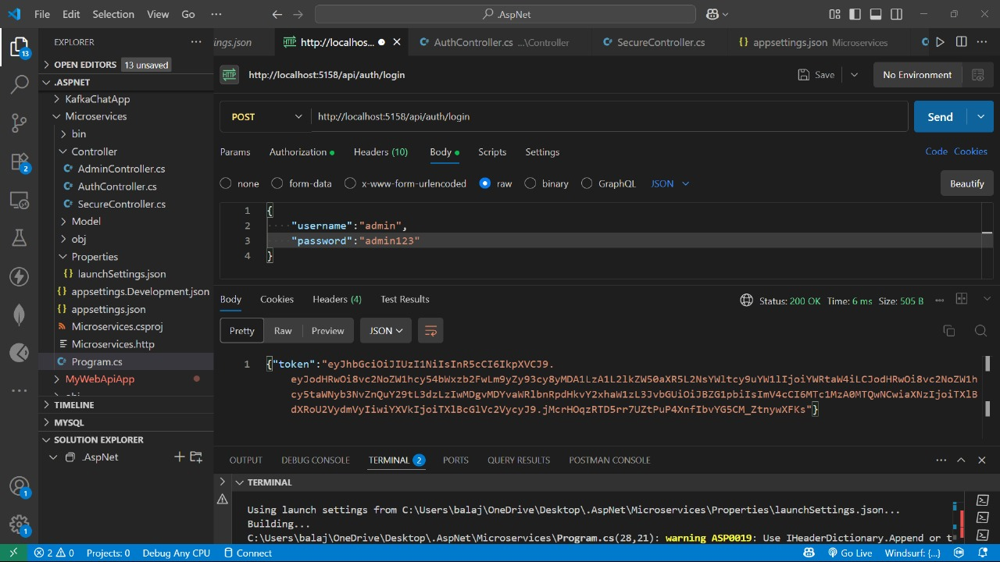 File Edit Selection View Go ··· .AspNet
EXPLORER ···
OPEN EDITORS 13 unsaved
.ASPNET
KafkaChatApp
Microservices
bin
Controller
AdminController.cs
AuthController.cs
SecureController.cs
Model
obj
Properties
launchSettings.json
appsettings.Development.json
appsettings.json
Microservices.csproj
Microservices.http
Program.cs
MyWebApiApp
TIMELINE
MYSQL
SOLUTION EXPLORER
.AspNet
13
2
1
1
ings.json http://localhos... AuthController.cs ...\Controller SecureController.cs appsettings.json Microservices
HTTP http://localhost:5158/api/auth/login Save No Environment
POST http://localhost:5158/api/auth/login Send
Params Authorization Headers (10) Body Scripts Settings Code Cookies
none form-data x-www-form-urlencoded raw binary GraphQL JSON Beautify
1 {
2 "username":"admin",
3 "password":"admin123"
4 }
Body Cookies Headers (4) Test Results Status: 200 OK Time: 6 ms Size: 505 B
Pretty Raw Preview JSON
1 {"token":"eyJhbGciOiJIUzI1NiIsInR5cCI6IkpXVCJ9.
eyJodHRwOi8vc2NoZW1hcy54bWxzb2FwLm9yZy93cy8yMDA1LzA1L2lkZW50aXR5L2NsYWltcy9uYW1lIjoiYWRtaW4iLCJodHRwOi8vc2NoZW1h
cy5taWNyb3NvZnQuY29tL3dzLzIwMDgvMDYvaWRlbnRpdHkvY2xhaW1zL3JvbGUiOiJBZG1pbiIsImV4cCI6MTc1MzA0MTQwNCwiaXNzIjoiTXlB
dXRoU2VydmVyIiwiYXVkIjoiTXlBcGlVc2VycyJ9.jMcrHOqzRTD5rr7UZtPuP4XnfIbvYG5CM_ZtnywXFKs"}
OUTPUT DEBUG CONSOLE TERMINAL 2 PORTS QUERY RESULTS POSTMAN CONSOLE
TERMINAL
Using launch settings from C:\Users\balaj\OneDrive\Desktop\.AspNet\Microservices\Properties\launchSettings.json...
Building...
C:\Users\balaj\OneDrive\Desktop\.AspNet\Microservices\Program.cs(28,21): warning ASP0019: Use IHeaderDictionary.Append or t
2 0 Projects: 0 Debug Any CPU Connect Go Live Windsurf: {...}